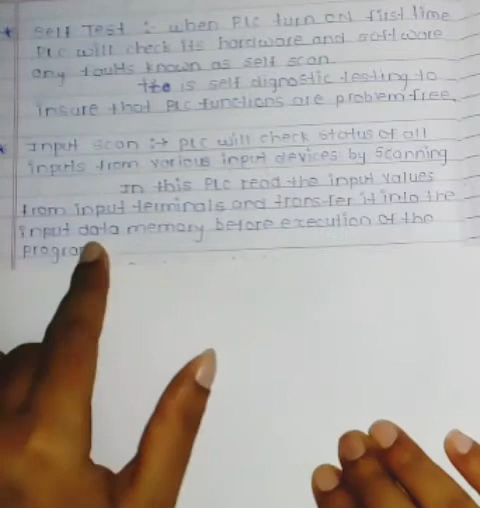 * Self Test :- when PLC turn on first time
PLC will check its hardware and software
any faults known as self scan
tte is self dignostic testing to
insure that PLC functions are problem free.
* Input scan :→ PLC will check status of all
inputs from various input devices by scanning
In this PLC read the input values
from input terminals and transfer it into the
input data memory before execution of the